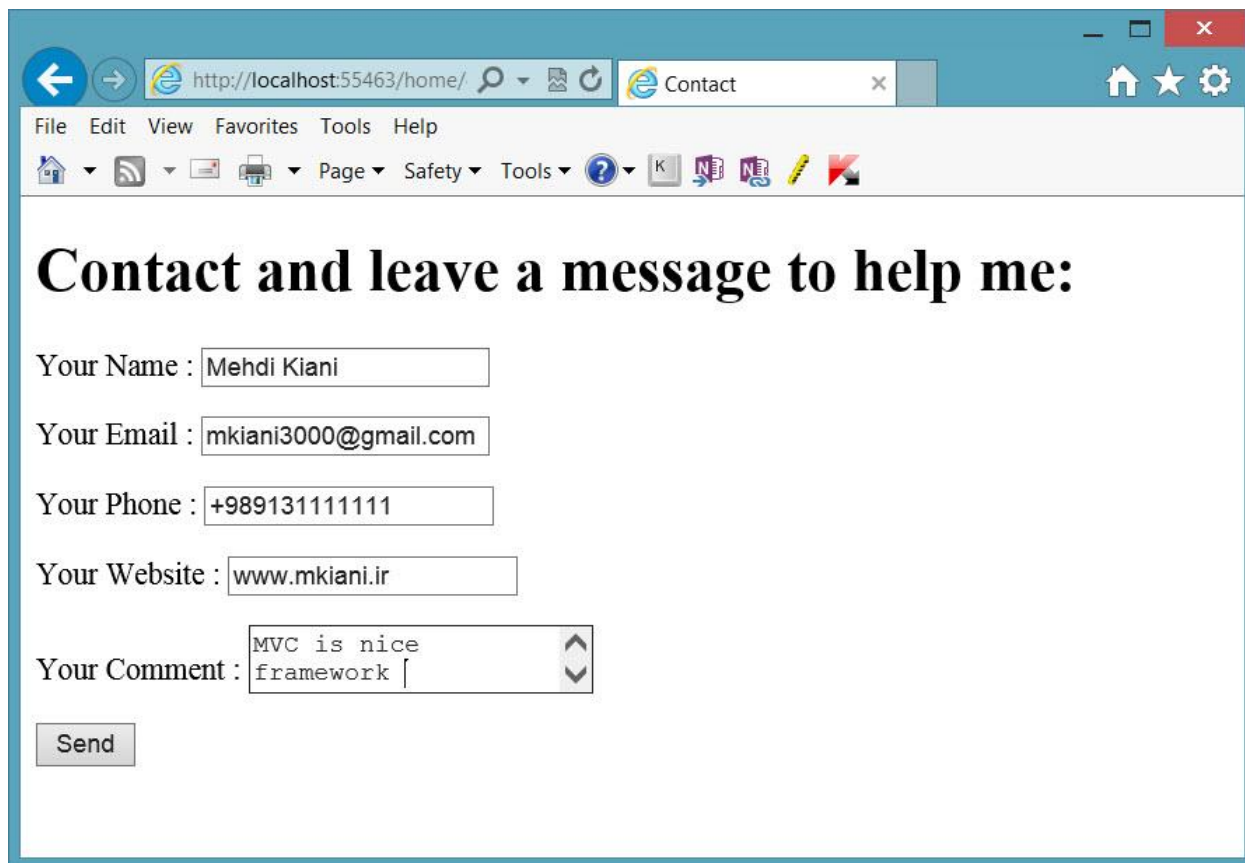 http://localhost:55463/home/
Contact
File Edit View Favorites Tools Help
Page Safety Tools
Contact and leave a message to help me:
Your Name : Mehdi Kiani
Your Email : mkiani3000@gmail.com
Your Phone : +989131111111
Your Website : www.mkiani.ir
MVC is nice
Your Comment : framework
Send